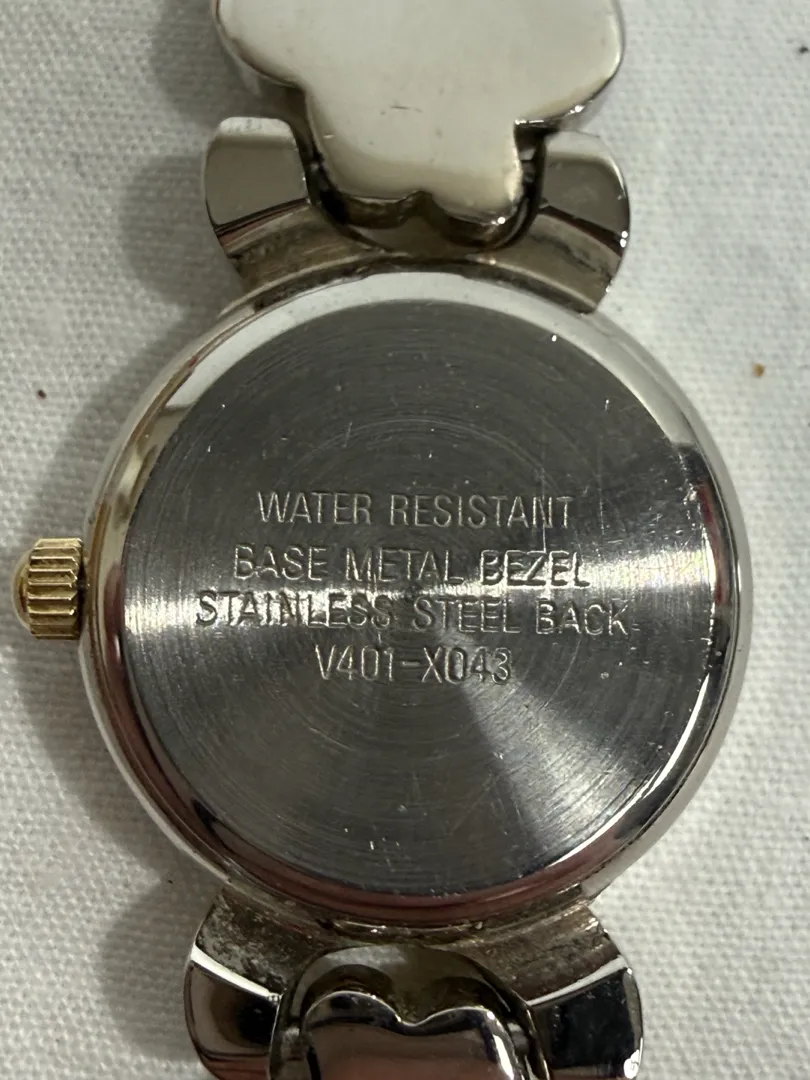 WATER RESISTANT
BASE METAL BEZEL
STAINLESS STEEL BACK
V401-X043